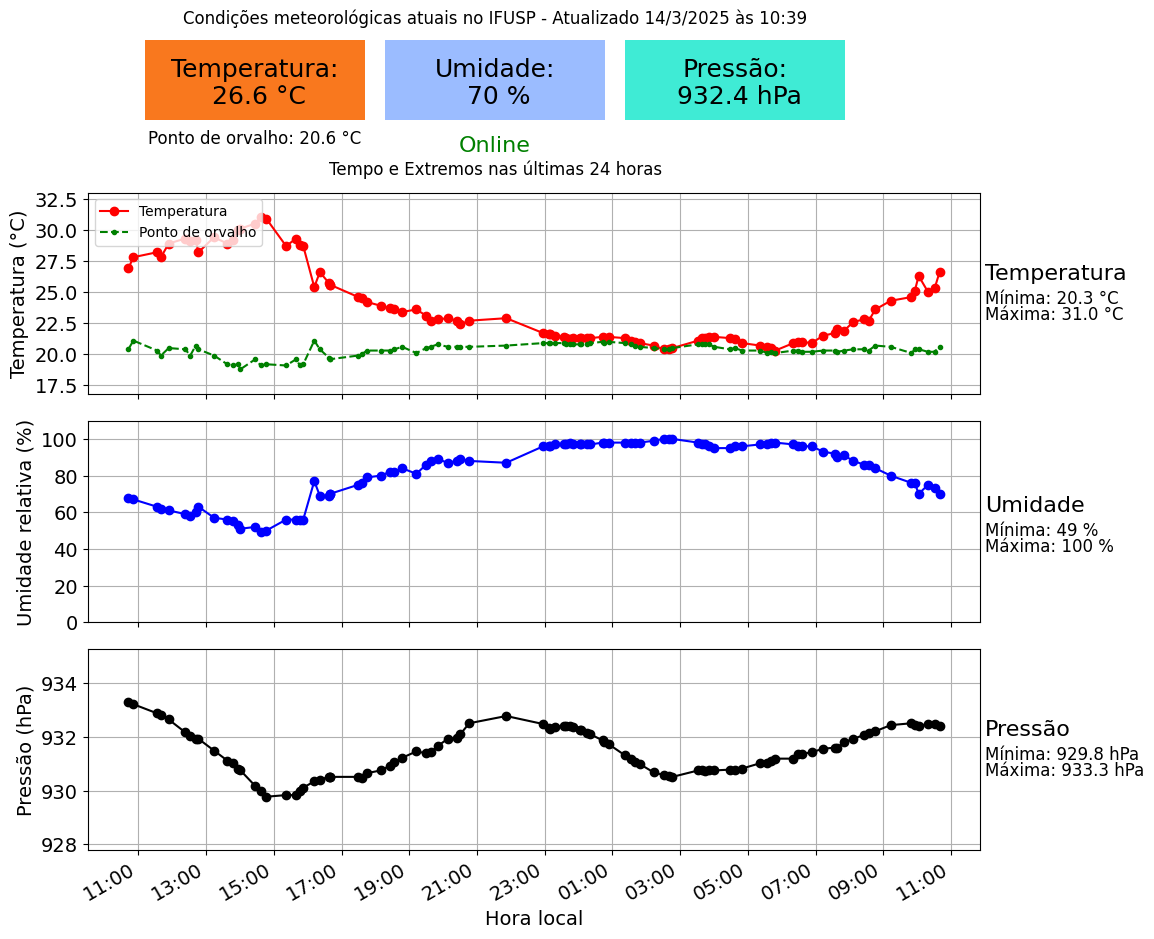 Condições meteorológicas atuais no IFUSP - Atualizado 14/3/2025 às 10:39
Temperatura:
26.6 °C
Umidade:
70 %
Pressão:
932.4 hPa
Ponto de orvalho: 20.6 °C
Online
Tempo e Extremos nas últimas 24 horas
Temperatura (°C)
32.5
30.0
27.5
25.0
22.5
20.0
17.5
Temperatura
Ponto de orvalho
Temperatura
Mínima: 20.3 °C
Máxima: 31.0 °C
Umidade relativa (%)
100
80
60
40
20
0
Umidade
Mínima: 49 %
Máxima: 100 %
Pressão (hPa)
934
932
930
928
Pressão
Mínima: 929.8 hPa
Máxima: 933.3 hPa
11:00 13:00 15:00 17:00 19:00 21:00 23:00 01:00 03:00 05:00 07:00 09:00 11:00
Hora local